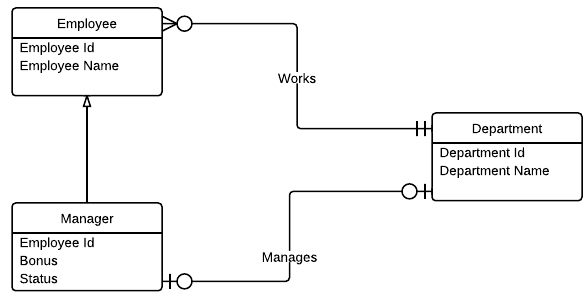 Employee
Employee Id
Employee Name
Works
Department
Department Id
Department Name
Manager
Employee Id
Bonus
Status
Manages